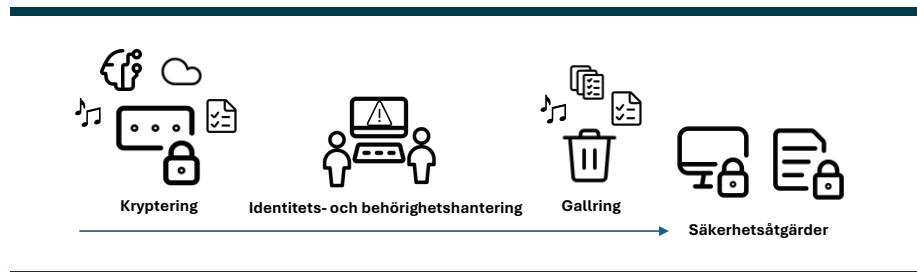 Kryptering
Identitets- och behörighetshantering
Gallring
Säkerhetsåtgärder